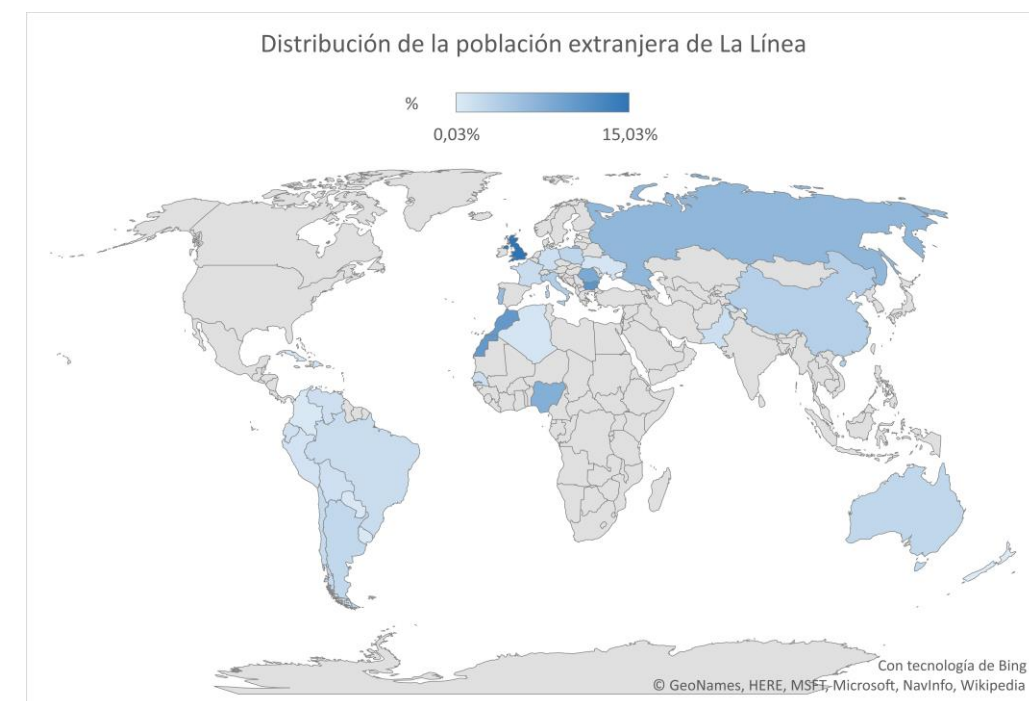 Distribución de la población extranjera de La Línea
%
0,03% 15,03%
Con tecnología de Bing
© GeoNames, HERE, MSFT, Microsoft, NavInfo, Wikipedia